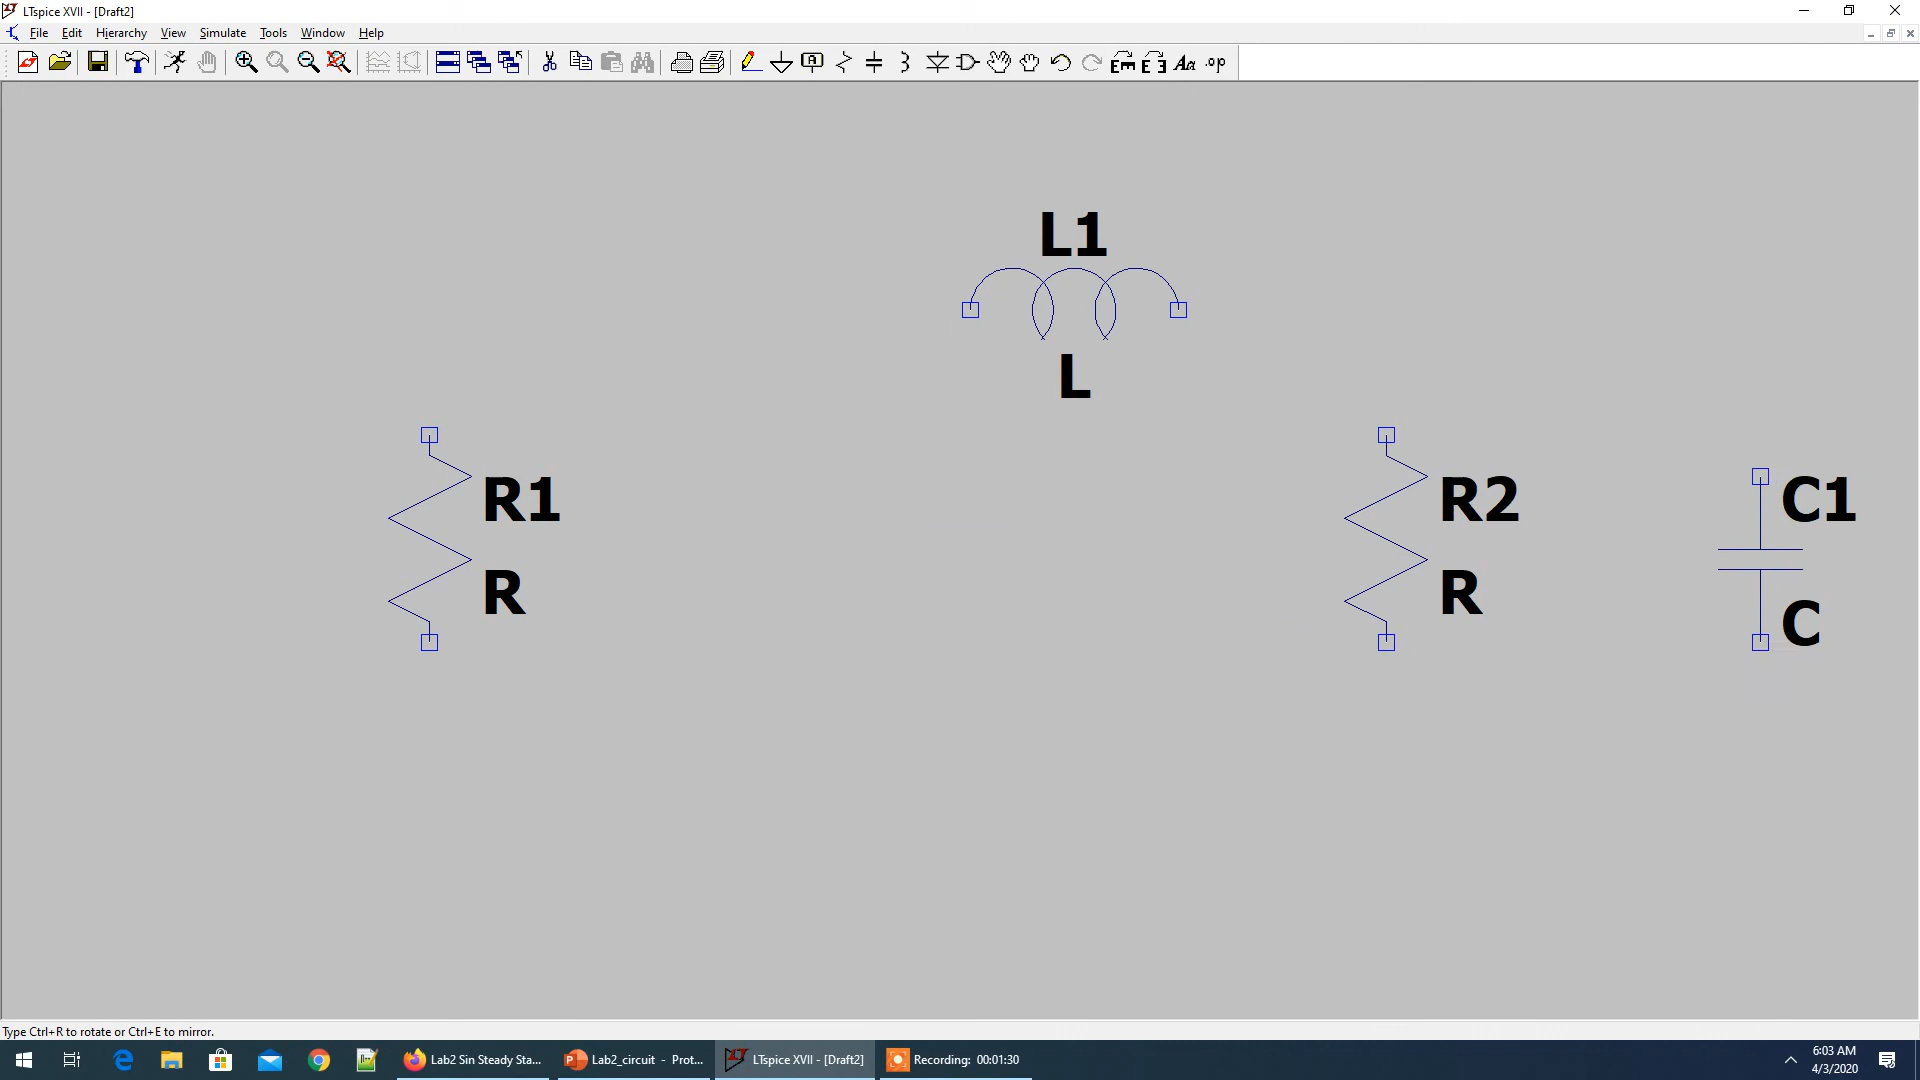 LTspice XVII - [Draft2]
File Edit Hierarchy View Simulate Tools Window Help
A Aa .op
L1
L
R1
R
R2
R
C1
C
Type Ctrl+R to rotate or Ctrl+E to mirror.
Lab2 Sin Steady Sta... Lab2_circuit - Prot... LTspice XVII - [Draft2] Recording: 00:01:30
6:03 AM
4/3/2020